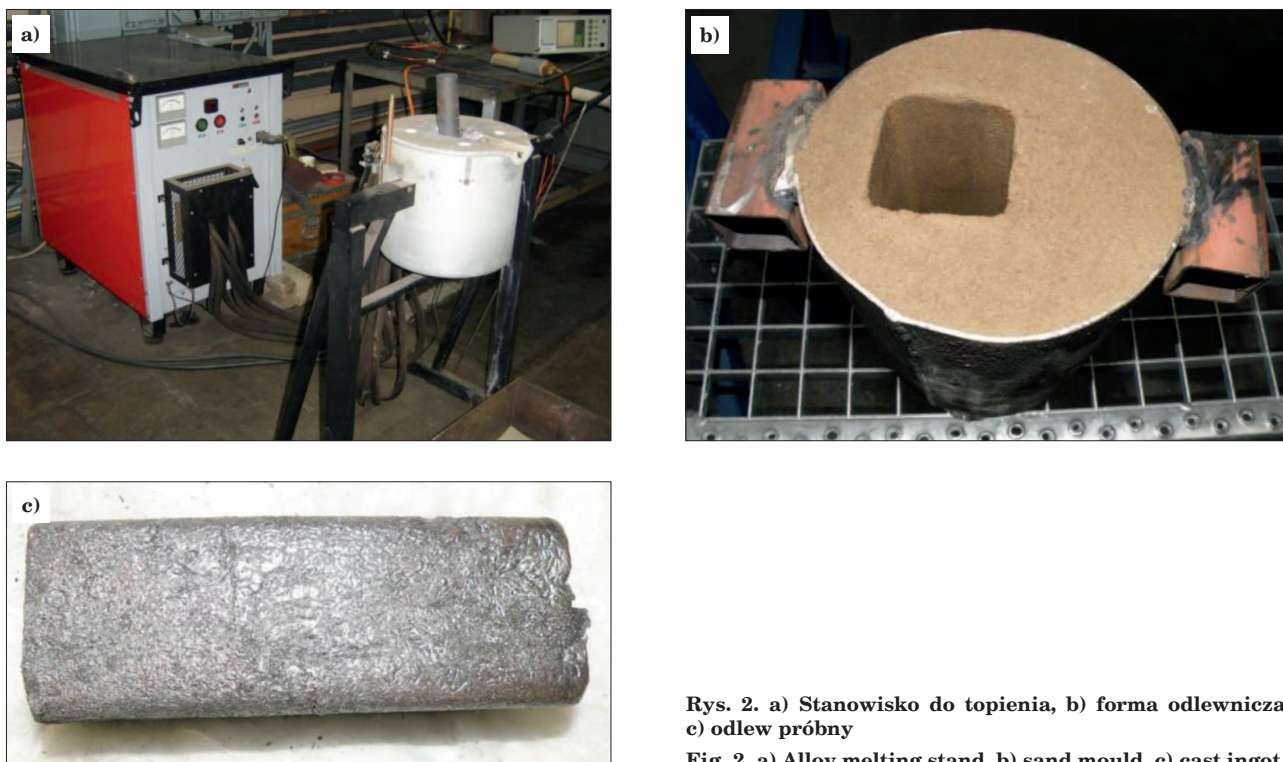 a)
b)
c)
Rys. 2. a) Stanowisko do topienia, b) forma odlewnicza
c) odlew próbny
Fig. 2. a) Alloy melting stand, b) sand mould, c) cast ingot